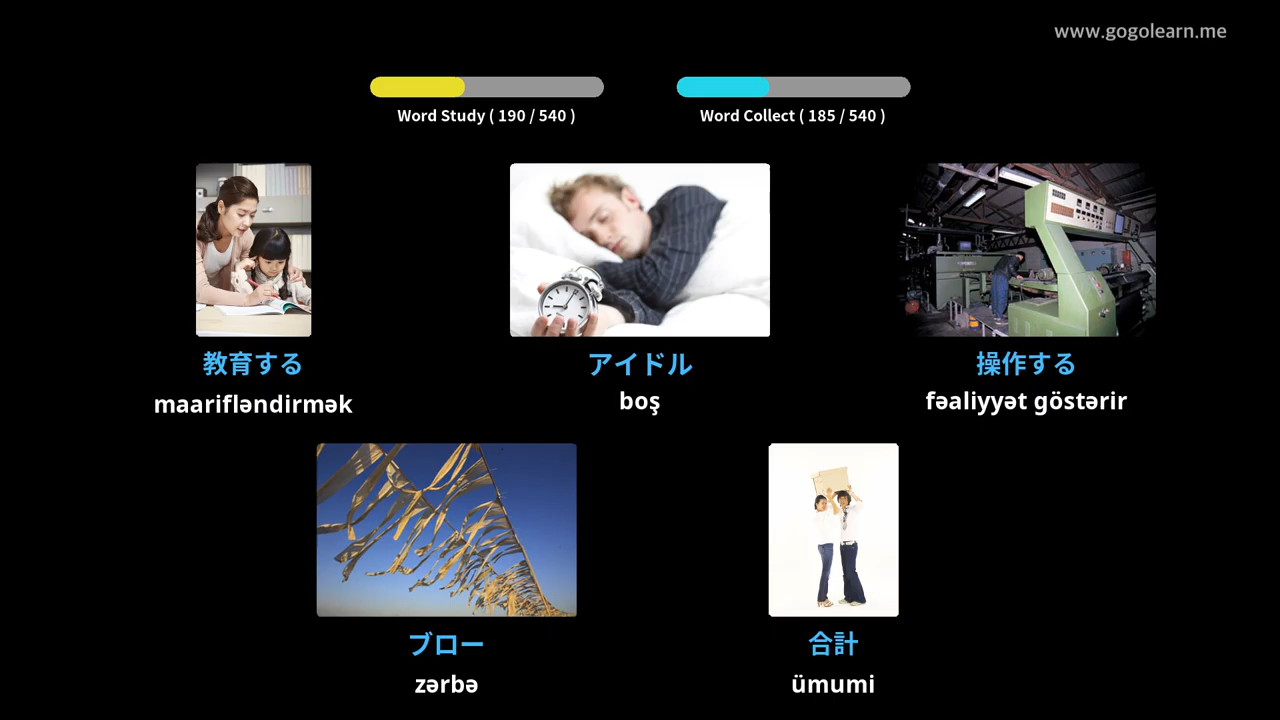 www.gogolearn.me
Word Study ( 190 / 540 )
Word Collect ( 185 / 540 )
教育する
maarifləndirmək
アイドル
boş
操作する
fəaliyyət göstərir
ブロー
zərbə
合計
ümumi